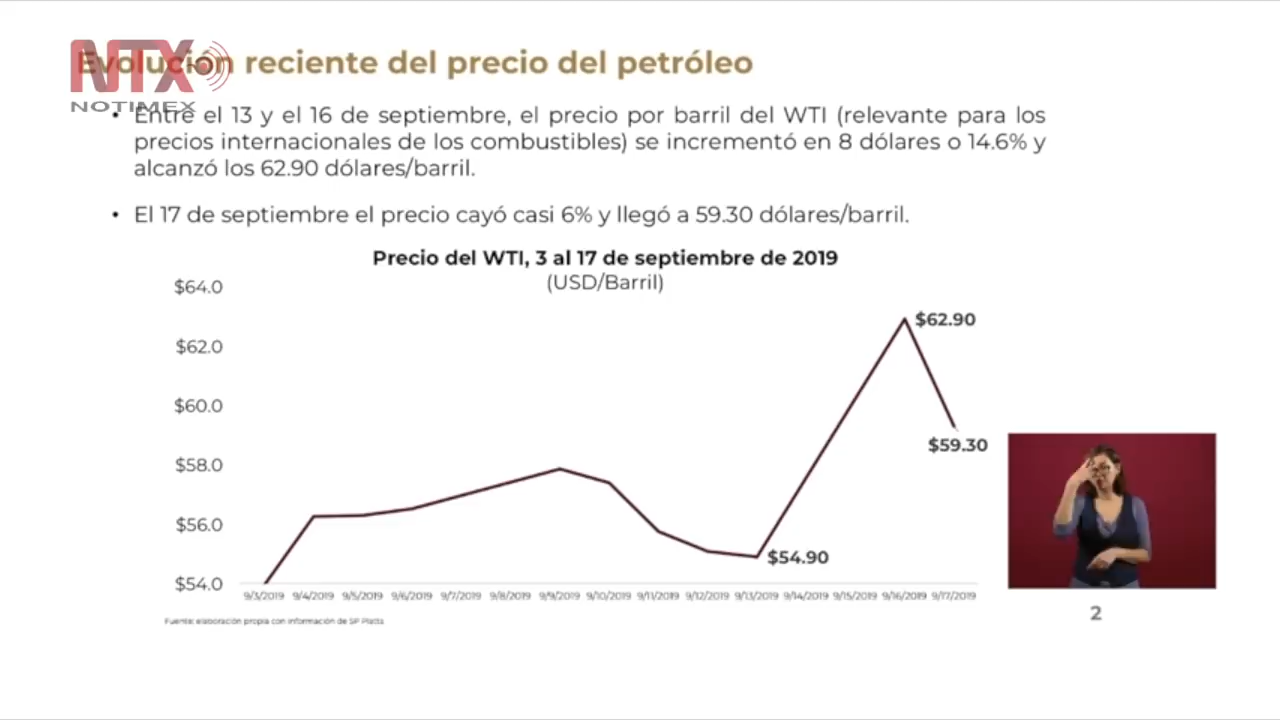 NTX
NOTIMEX
Evolución reciente del precio del petróleo
• Entre el 13 y el 16 de septiembre, el precio por barril del WTI (relevante para los
precios internacionales de los combustibles) se incrementó en 8 dólares o 14.6% y
alcanzó los 62.90 dólares/barril.
• El 17 de septiembre el precio cayó casi 6% y llegó a 59.30 dólares/barril.
Precio del WTI, 3 al 17 de septiembre de 2019
(USD/Barril)
$64.0
$62.0
$60.0
$58.0
$56.0
$54.0
$62.90
$59.30
$54.90
9/3/2019 9/4/2019 9/5/2019 9/6/2019 9/7/2019 9/8/2019 9/9/2019 9/10/2019 9/11/2019 9/12/2019 9/13/2019 9/14/2019 9/15/2019 9/16/2019 9/17/2019
Fuente: elaboración propia con información de SP Platts
2